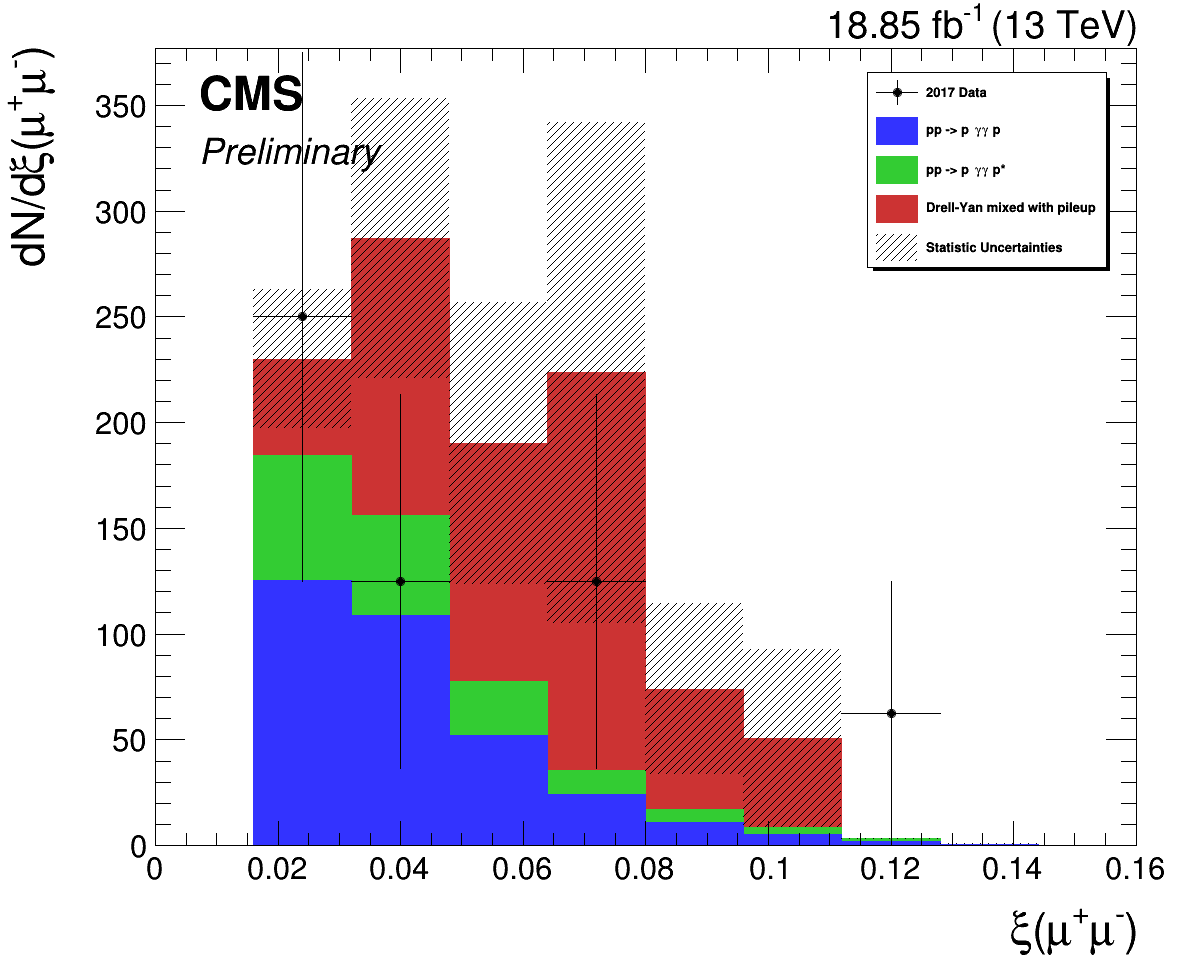 18.85 fb⁻¹ (13 TeV)
CMS
Preliminary
dN/dξ(μ⁺μ⁻)
2017 Data
pp -> p γγ p
pp -> p γγ p*
Drell-Yan mixed with pileup
Statistic Uncertainties
350
300
250
200
150
100
50
0
0 0.02 0.04 0.06 0.08 0.1 0.12 0.14 0.16
ξ(μ⁺μ⁻)